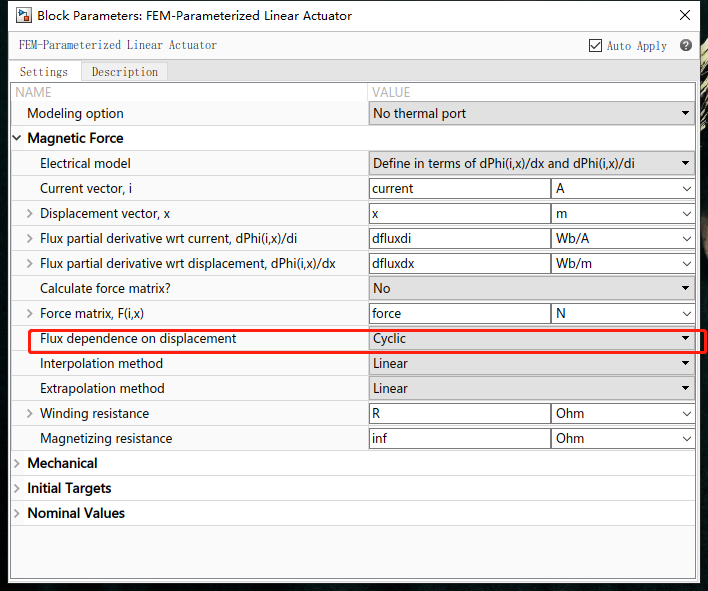 Block Parameters: FEM-Parameterized Linear Actuator
FEM-Parameterized Linear Actuator
Auto Apply
Settings Description
NAME VALUE
Modeling option No thermal port
Magnetic Force
Electrical model Define in terms of dPhi(i,x)/dx and dPhi(i,x)/di
Current vector, i current A
Displacement vector, x x m
Flux partial derivative wrt current, dPhi(i,x)/di dfluxdi Wb/A
Flux partial derivative wrt displacement, dPhi(i,x)/dx dfluxdx Wb/m
Calculate force matrix? No
Force matrix, F(i,x) force N
Flux dependence on displacement Cyclic
Interpolation method Linear
Extrapolation method Linear
Winding resistance R Ohm
Magnetizing resistance inf Ohm
Mechanical
Initial Targets
Nominal Values